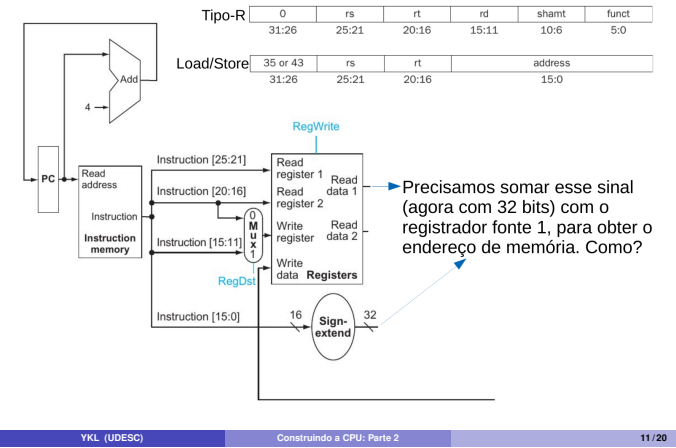 Tipo-R 0 rs rt rd shamt funct
31:26 25:21 20:16 15:11 10:6 5:0
Load/Store 35 or 43 rs rt address
31:26 25:21 20:16 15:0
Add
4
RegWrite
PC
Read
address
Instruction
Instruction
memory
Instruction [25:21]
Instruction [20:16]
Instruction [15:11]
0
M
u
x
1
RegDst
Read
register 1
Read
data 1
Read
register 2
Write
register
Read
data 2
Write
data Registers
Precisamos somar esse sinal
(agora com 32 bits) com o
registrador fonte 1, para obter o
endereço de memória. Como?
Instruction [15:0]
16
Sign-
extend
32
YKL (UDESC) Construindo a CPU: Parte 2 11/20